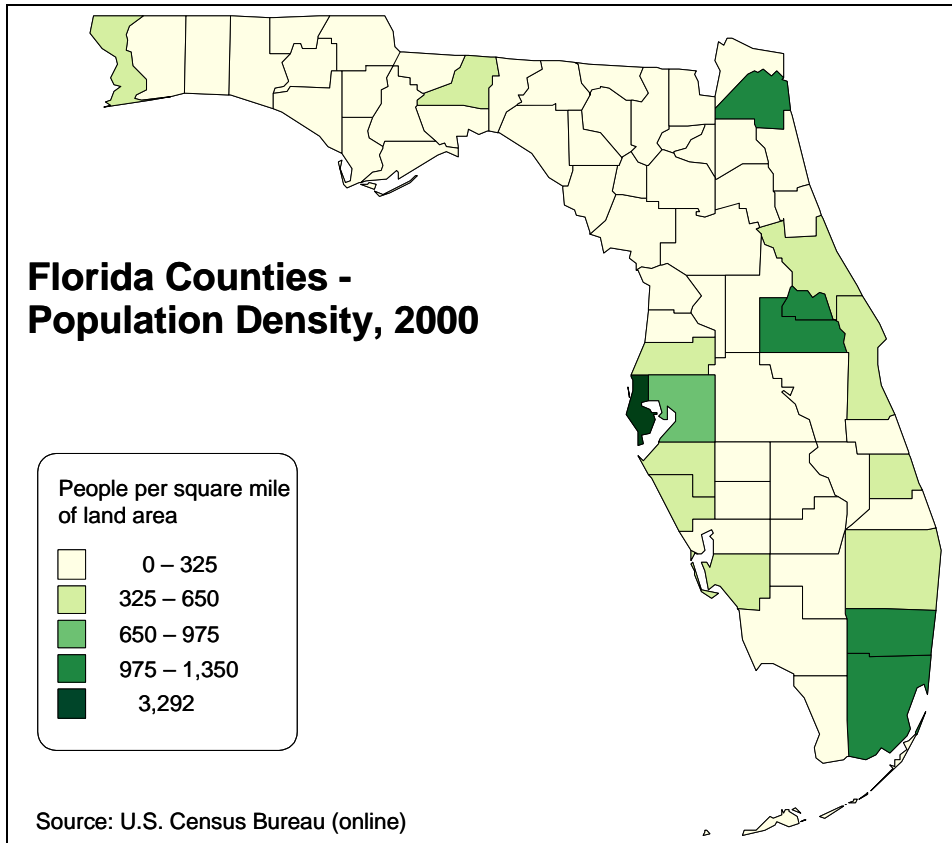 Florida Counties -
Population Density, 2000
People per square mile
of land area
0 – 325
325 – 650
650 – 975
975 – 1,350
3,292
Source: U.S. Census Bureau (online)